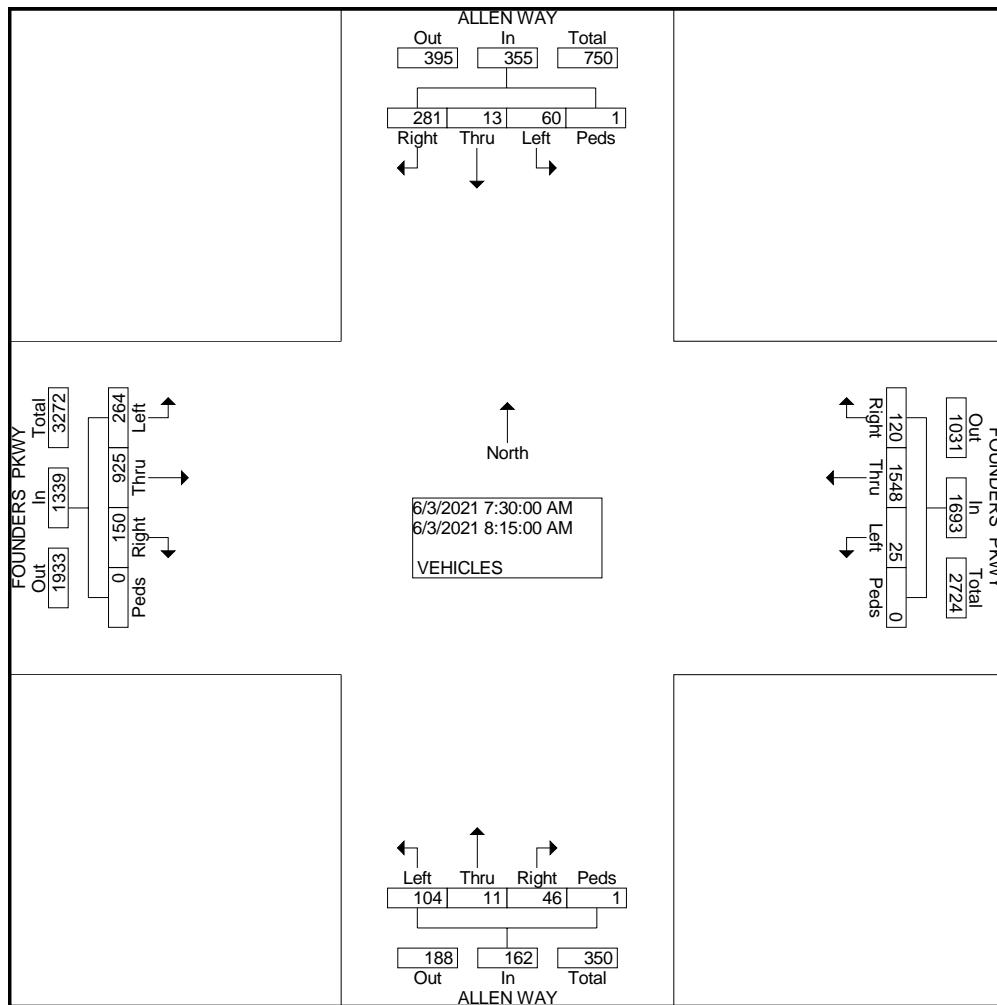 ALLEN WAY
Out In Total
395 355 750
281 13 60 1
Right Thru Left Peds
FOUNDERS PKWY
Total In Out
3272 1339 1933
264 925 150 0
Left Thru Right Peds
North
6/3/2021 7:30:00 AM
6/3/2021 8:15:00 AM
VEHICLES
Right Thru Left Peds
120 1548 25 0
Out In Total
1031 1693 2724
FOUNDERS PKWY
Left Thru Right Peds
104 11 46 1
188 162 350
Out In Total
ALLEN WAY